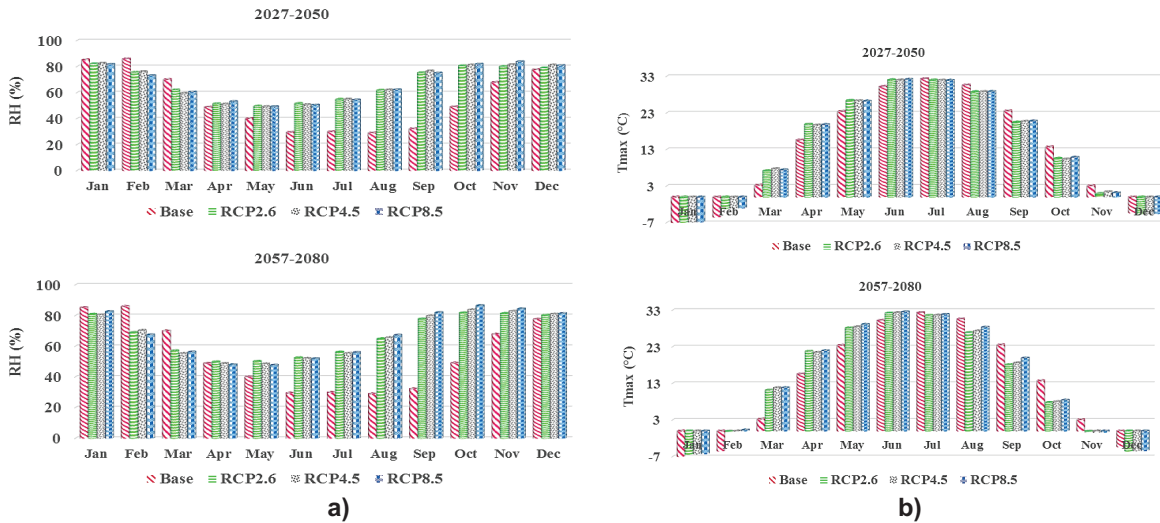 2027-2050
RH (%)
100
80
60
40
20
0
Jan Feb Mar Apr May Jun Jul Aug Sep Oct Nov Dec
Base RCP2.6 RCP4.5 RCP8.5
2057-2080
RH (%)
100
80
60
40
20
0
Jan Feb Mar Apr May Jun Jul Aug Sep Oct Nov Dec
Base RCP2.6 RCP4.5 RCP8.5
a)
2027-2050
Tmax (°C)
33
23
13
3
-7
Jan Feb Mar Apr May Jun Jul Aug Sep Oct Nov Dec
Base RCP2.6 RCP4.5 RCP8.5
2057-2080
Tmax (°C)
33
23
13
3
-7
Jan Feb Mar Apr May Jun Jul Aug Sep Oct Nov Dec
Base RCP2.6 RCP4.5 RCP8.5
b)